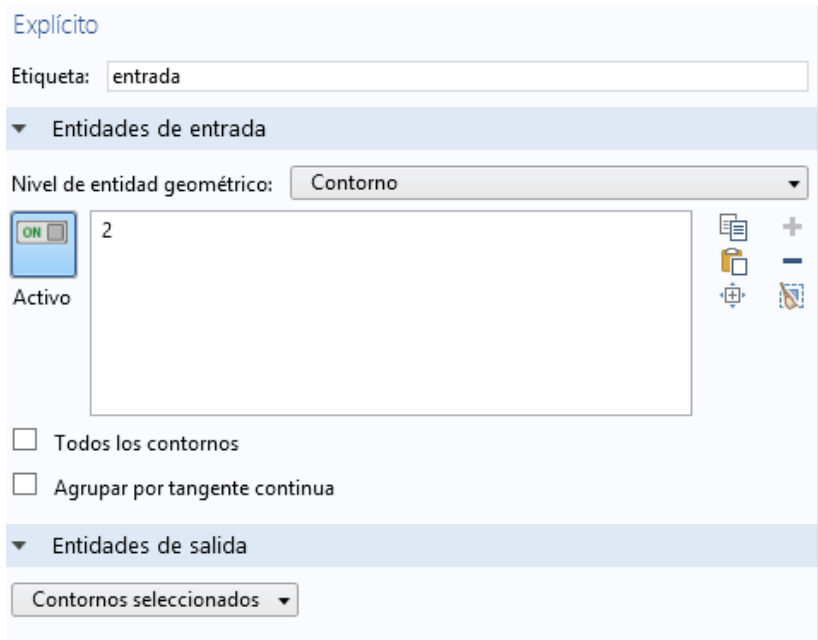 Explícito
Etiqueta: entrada
Entidades de entrada
Nivel de entidad geométrico: Contorno
ON 2
Activo
Todos los contornos
Agrupar por tangente continua
Entidades de salida
Contornos seleccionados